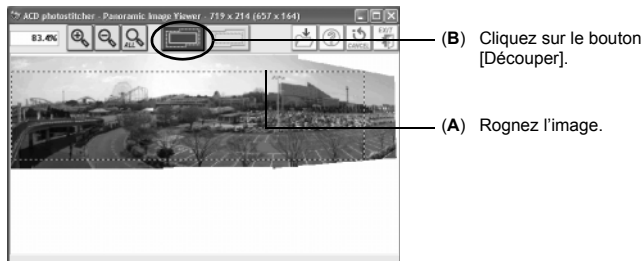 ACD photostitcher - Panoramic Image Viewer - 719 x 214 (657 x 164)
83.4%
ALL
CANCEL
EXIT
(B) Cliquez sur le bouton
[Découper].
(A) Rognez l’image.